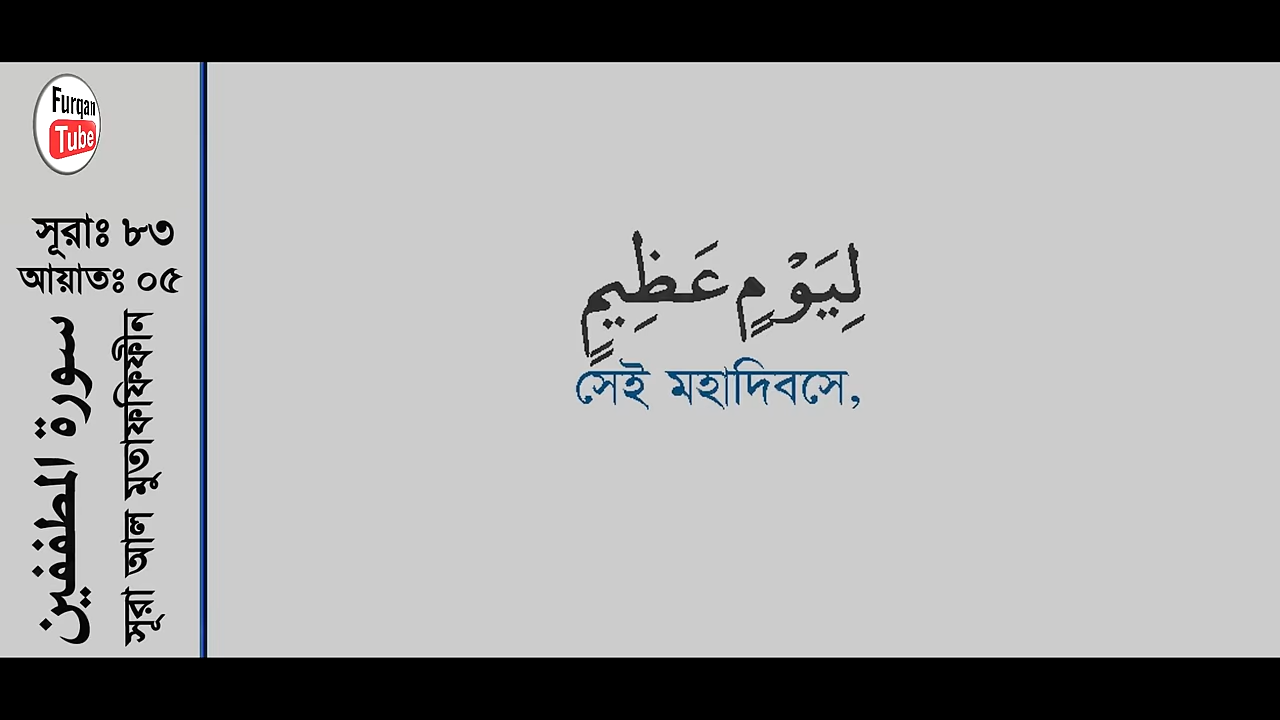 Furqan
Tube
সূরাঃ ৮৩
আয়াতঃ ০৫
سورة المطففين
সূরা আল মুতাফফিফীন
لِيَوْمٍ عَظِيمٍ
সেই মহাদিবসে,